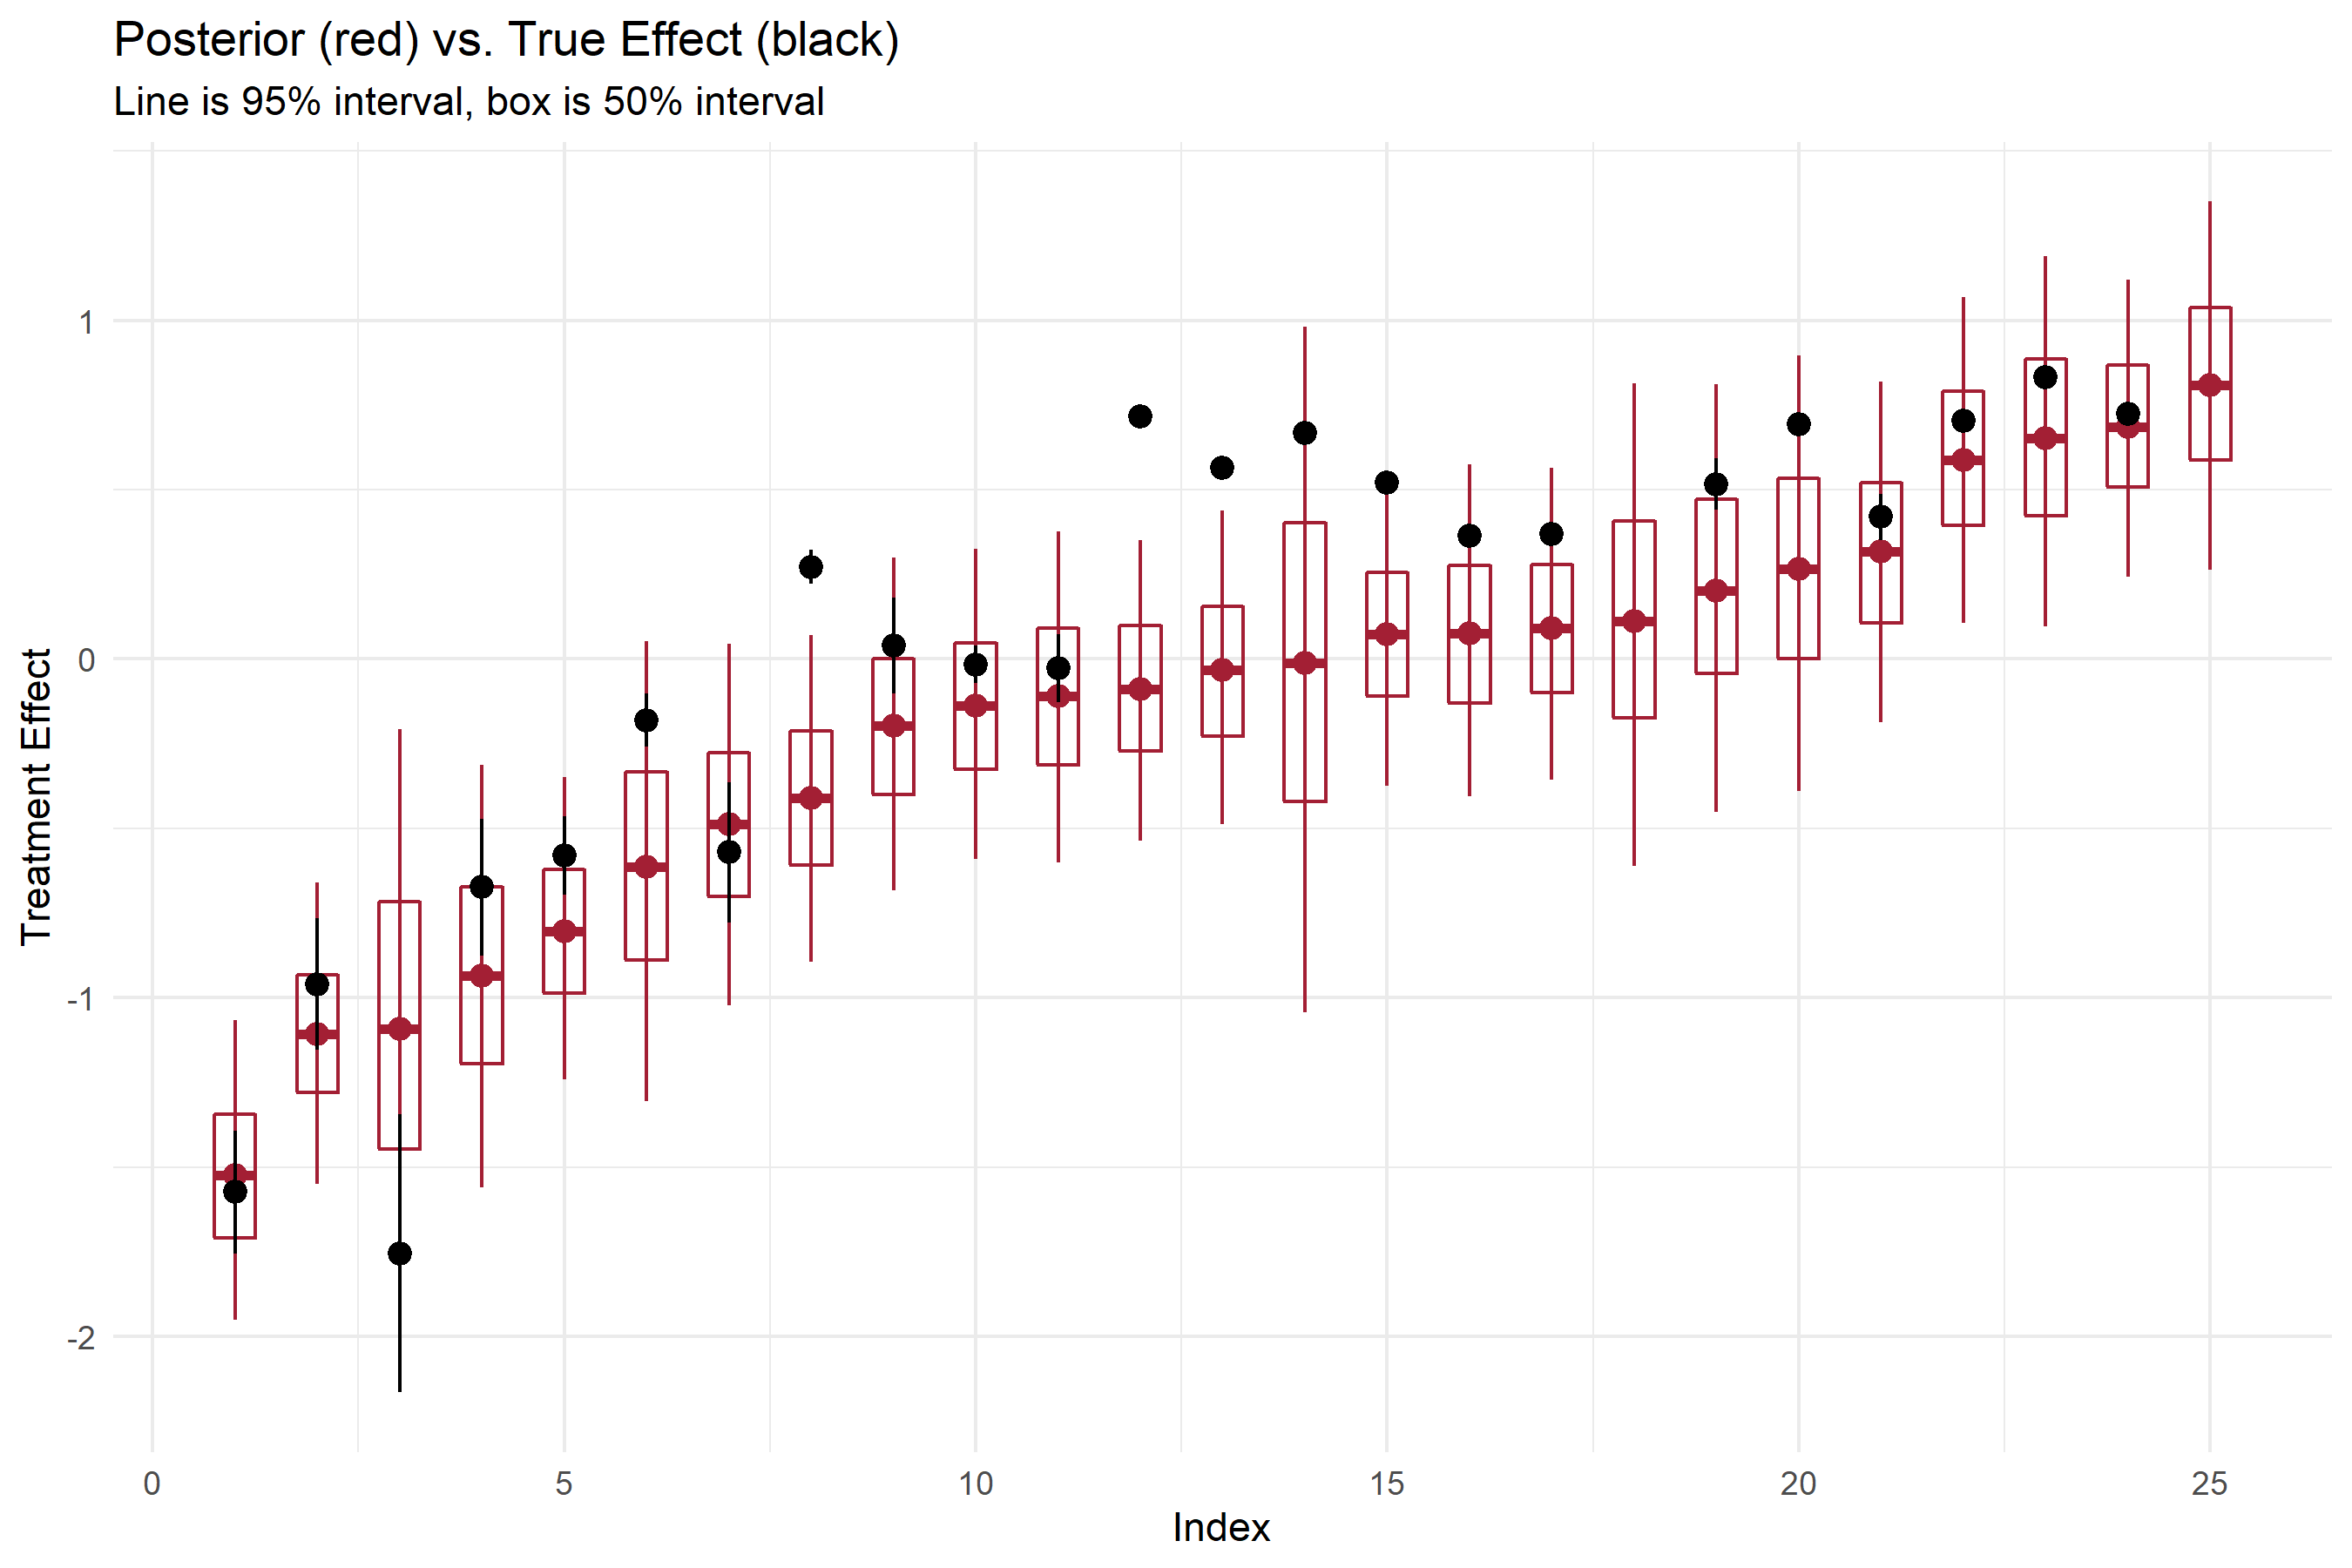 Posterior (red) vs. True Effect (black)
Line is 95% interval, box is 50% interval
Treatment Effect
1
0
-1
-2
0 5 10 15 20 25
Index